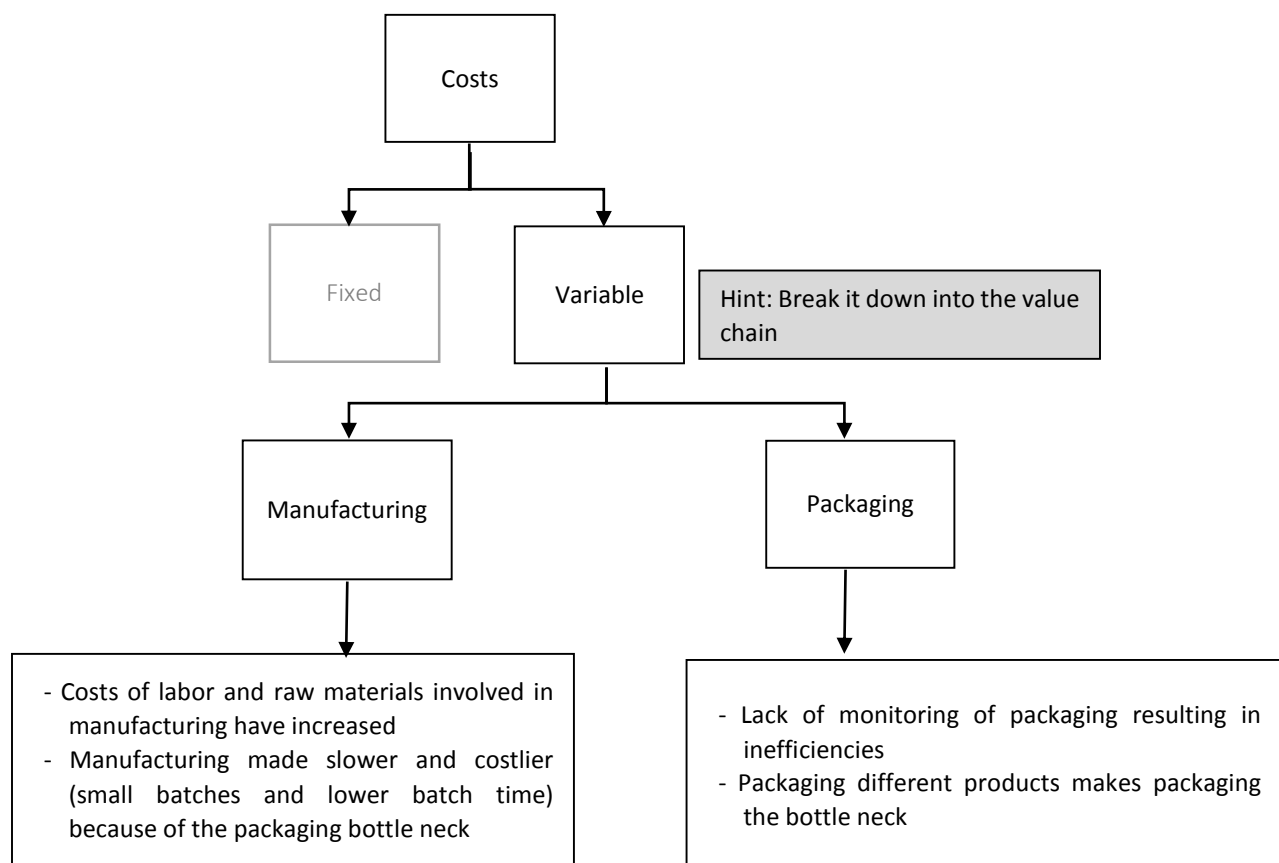 Costs
Fixed
Variable
Hint: Break it down into the value
chain
Manufacturing
Packaging
- Costs of labor and raw materials involved in
manufacturing have increased
- Manufacturing made slower and costlier
(small batches and lower batch time)
because of the packaging bottle neck
- Lack of monitoring of packaging resulting in
inefficiencies
- Packaging different products makes packaging
the bottle neck